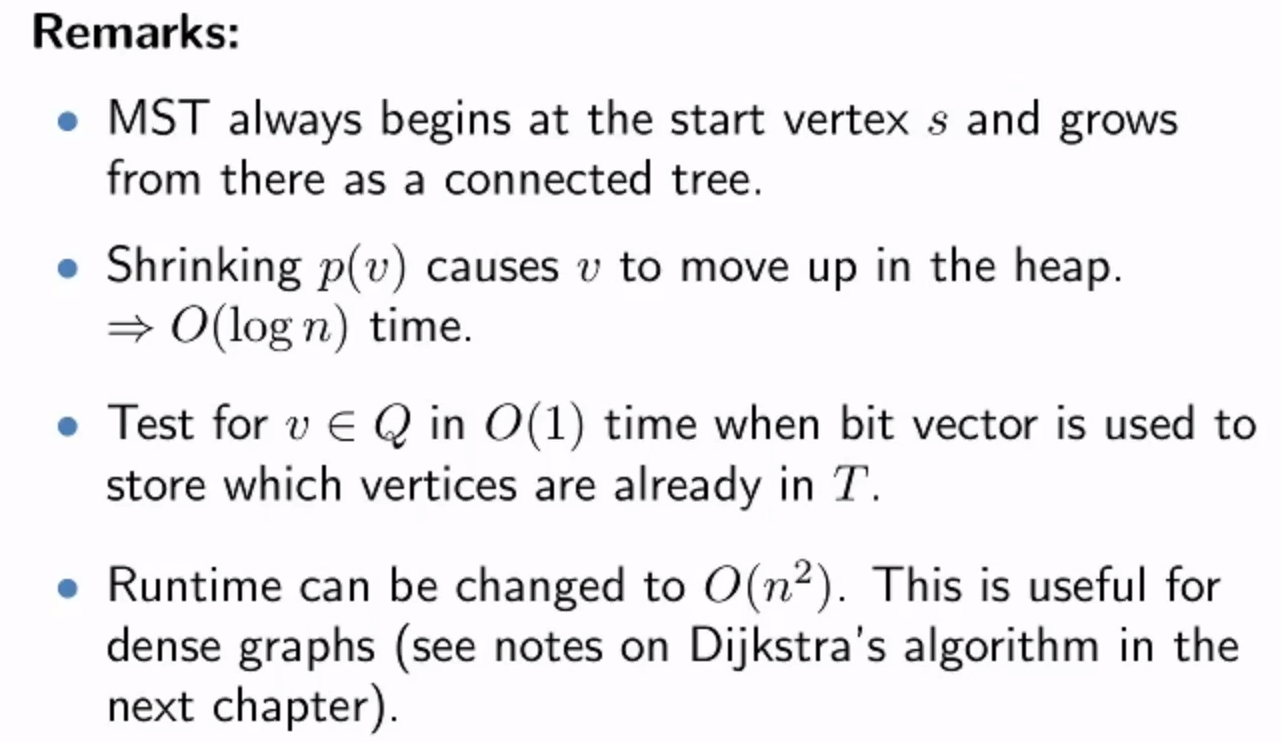 Remarks:
• MST always begins at the start vertex s and grows
from there as a connected tree.
• Shrinking p(v) causes v to move up in the heap.
⇒ O(log n) time.
• Test for v ∈ Q in O(1) time when bit vector is used to
store which vertices are already in T.
• Runtime can be changed to O(n²). This is useful for
dense graphs (see notes on Dijkstra's algorithm in the
next chapter).